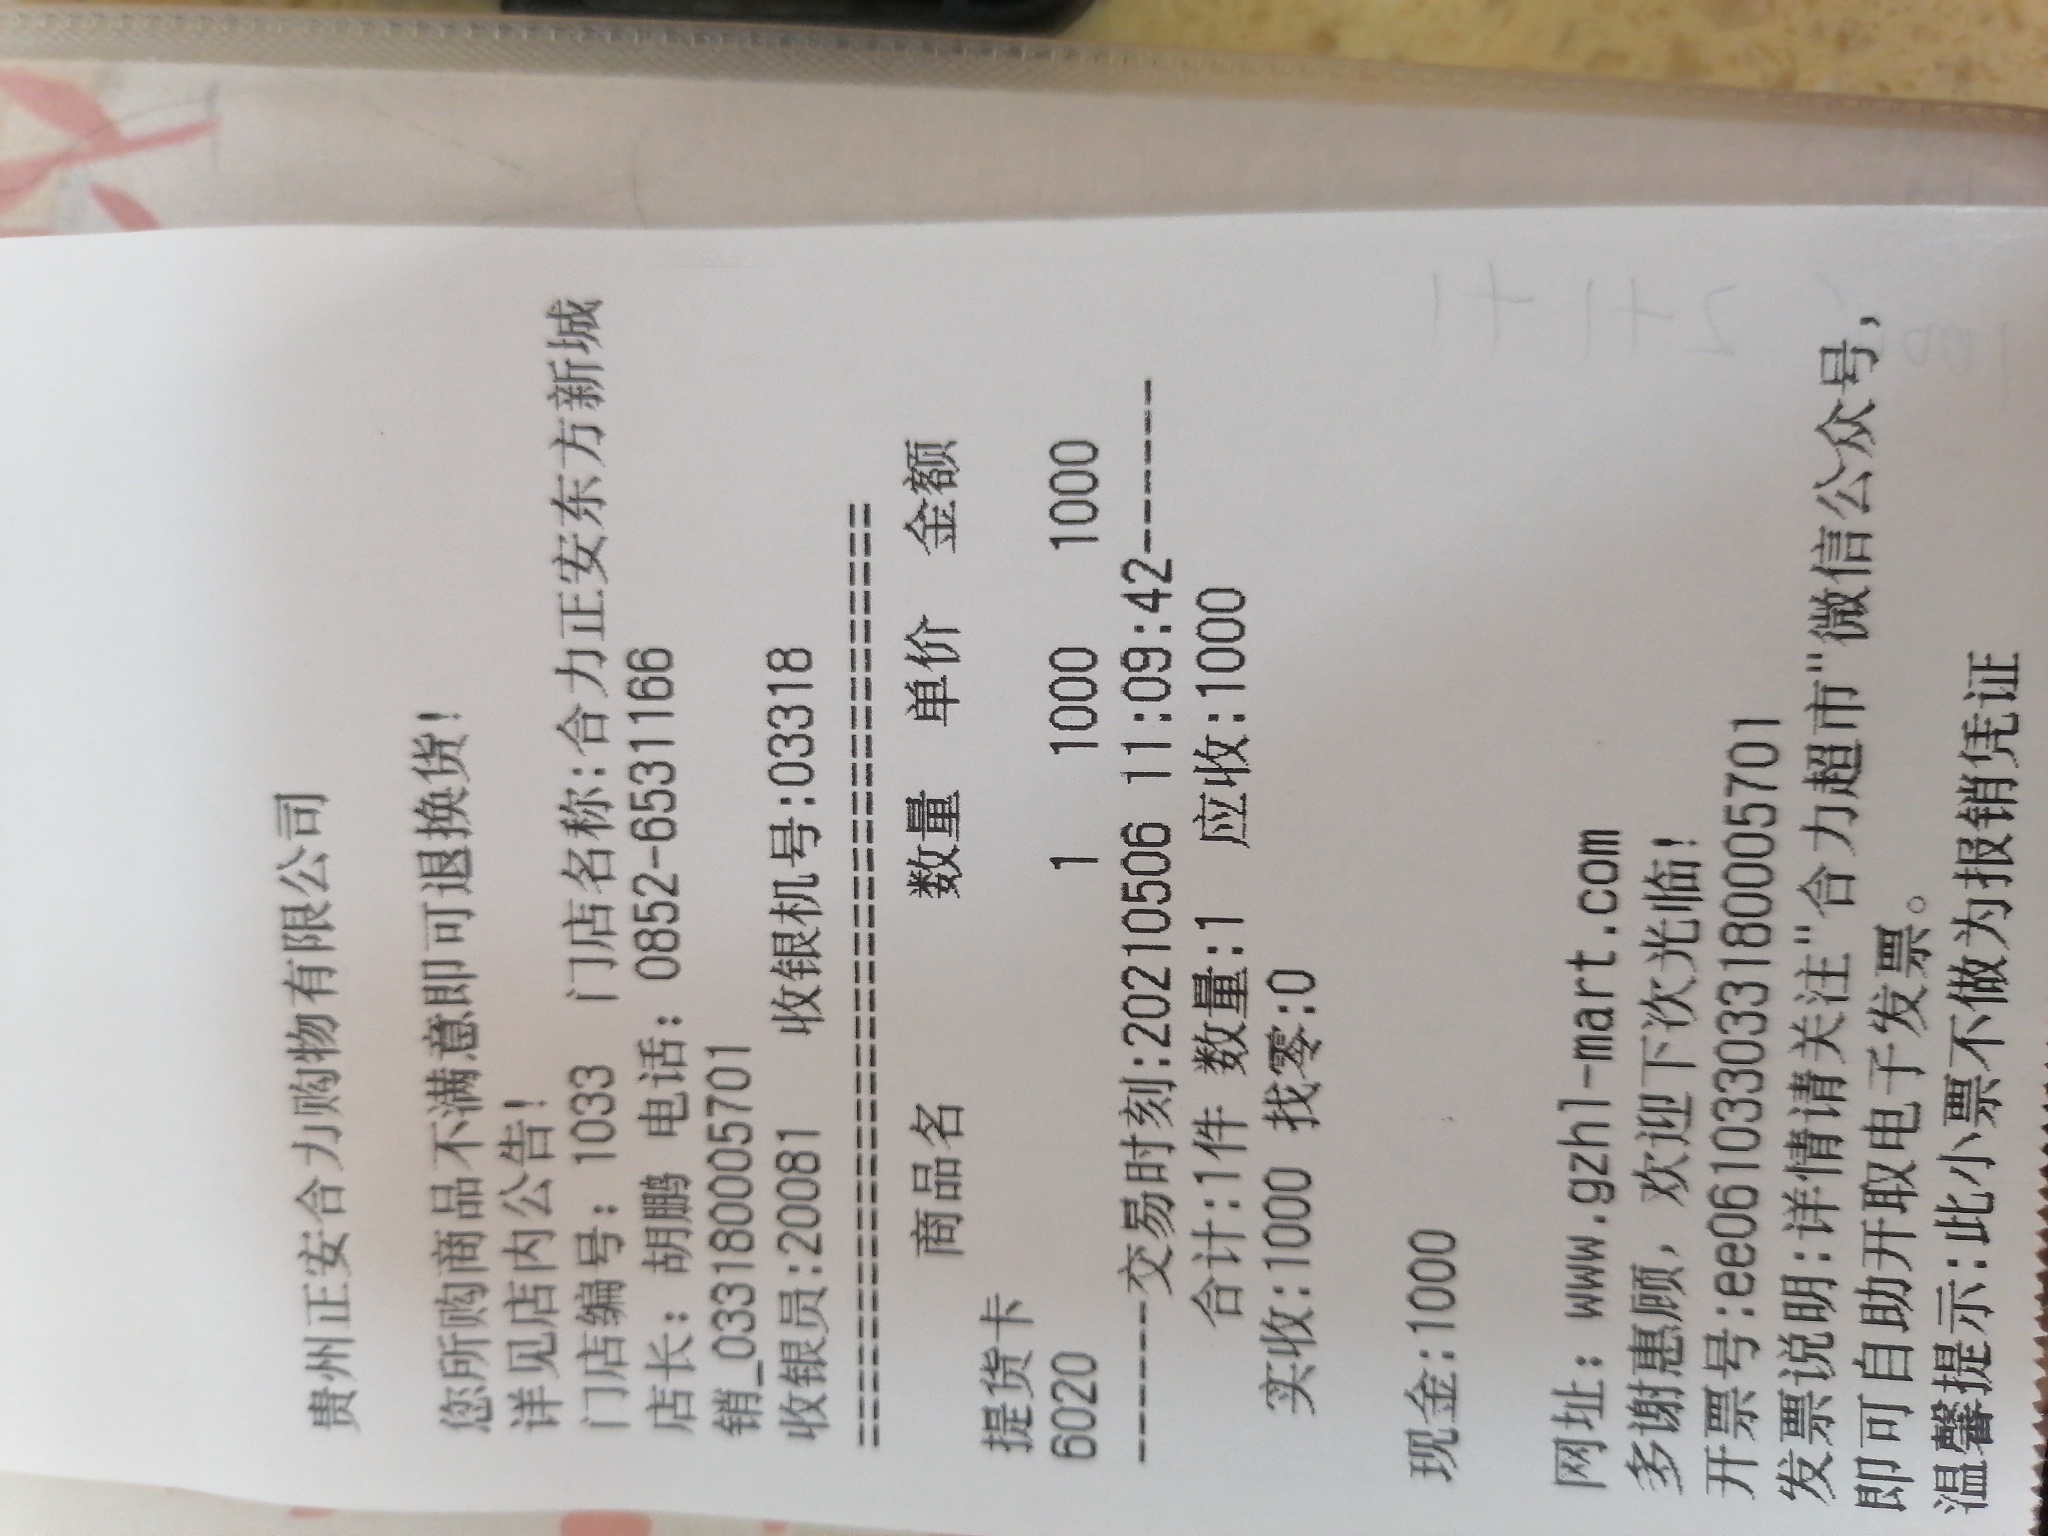 贵州正安合力购物有限公司
您所购商品不满意即可退换货!
详见店内公告!
门店编号: 1033 门店名称:合力正安东方新城
店长: 胡鹏 电话: 0852-6531166
销_033180005701
收银员:20081 收银机号:03318
==========================================
商品名 数量 单价 金额
提货卡
6020 1 1000 1000
-------交易时刻:20210506 11:09:42--------
合计:1件 数量:1 应收:1000
实收:1000 找零:0
现金:1000
网址: www.gzhl-mart.com
多谢惠顾, 欢迎下次光临!
开票号:ee061033033180005701
发票说明:详情请关注"合力超市"微信公众号,
即可自助开取电子发票。
温馨提示:此小票不做为报销凭证